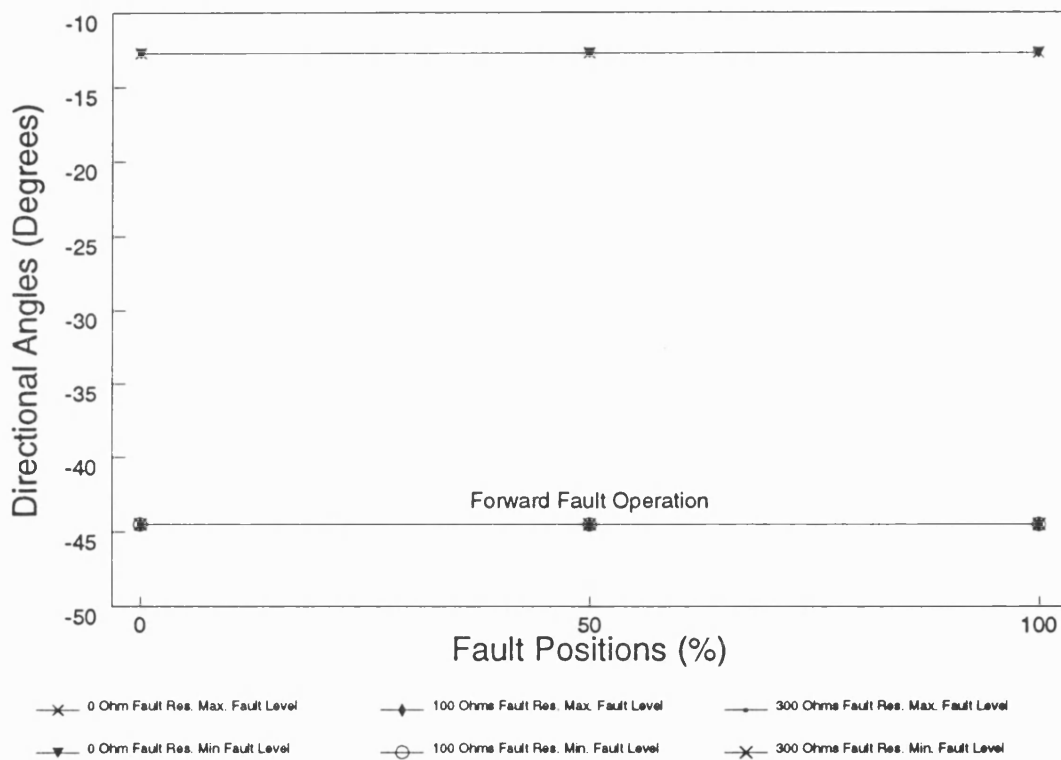 Directional Angles (Degrees)
-10
-15
-20
-25
-30
-35
-40
-45
-50
Forward Fault Operation
0
50
100
Fault Positions (%)
0 Ohm Fault Res. Max. Fault Level
100 Ohms Fault Res. Max. Fault Level
300 Ohms Fault Res. Max. Fault Level
0 Ohm Fault Res. Min Fault Level
100 Ohms Fault Res. Min. Fault Level
300 Ohms Fault Res. Min. Fault Level